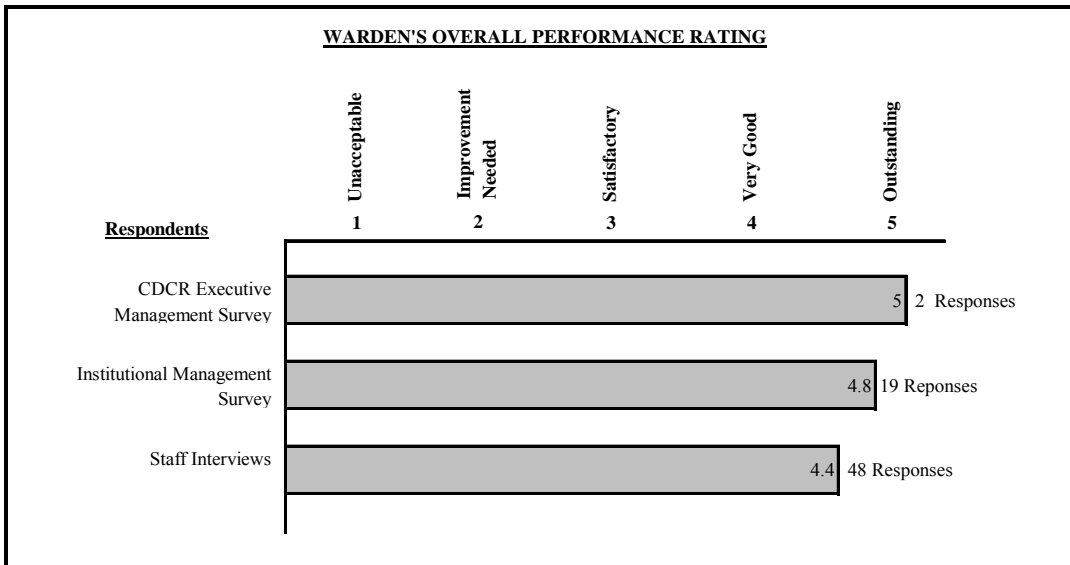 WARDEN'S OVERALL PERFORMANCE RATING
Unacceptable
Improvement
Needed
Satisfactory
Very Good
Outstanding
1 2 3 4 5
Respondents
CDCR Executive
Management Survey
5 2 Responses
Institutional Management
Survey
4.8 19 Reponses
Staff Interviews
4.4 48 Responses